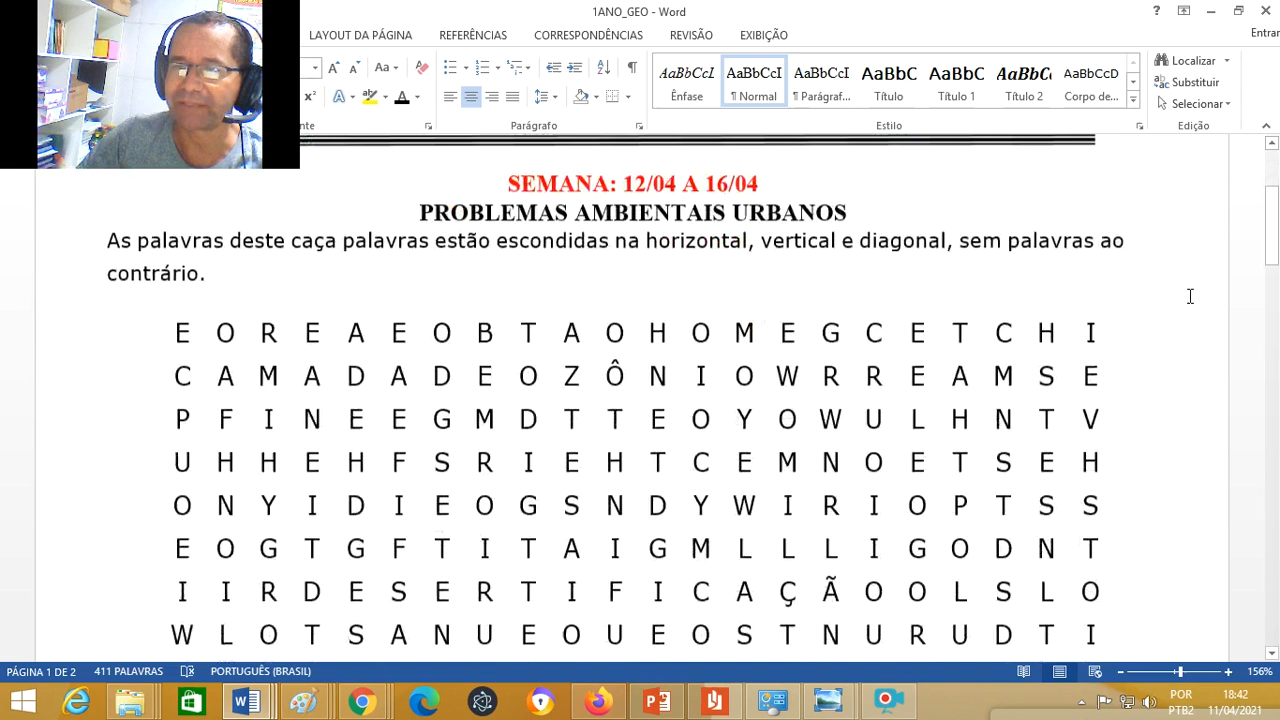 1ANO_GEO - Word
?
LAYOUT DA PÁGINA REFERÊNCIAS CORRESPONDÊNCIAS REVISÃO EXIBIÇÃO
Entrar
AaBbCcL AaBbCcI AaBbCcI AaBbC AaBbC AaBbC AaBbCcD
Ênfase ¶ Normal ¶ Parágraf... Título Título 1 Título 2 Corpo de...
Localizar
Substituir
Selecionar
Parágrafo Estilo Edição
SEMANA: 12/04 A 16/04
PROBLEMAS AMBIENTAIS URBANOS
As palavras deste caça palavras estão escondidas na horizontal, vertical e diagonal, sem palavras ao
contrário.
E O R E A E O B T A O H O M E G C E T C H I
C A M A D A D E O Z Ô N I O W R R E A M S E
P F I N E E G M D T T E O Y O W U L H N T V
U H H E H F S R I E H T C E M N O E T S E H
O N Y I D I E O G S N D Y W I R I O P T S S
E O G T G F T I T A I G M L L L I G O D N T
I I R D E S E R T I F I C A Ç Ã O O L S L O
W L O T S A N U E O U E O S T N U R U D T I
PÁGINA 1 DE 2 411 PALAVRAS PORTUGUÊS (BRASIL) 156%
POR 18:42
PTB2 11/04/2021